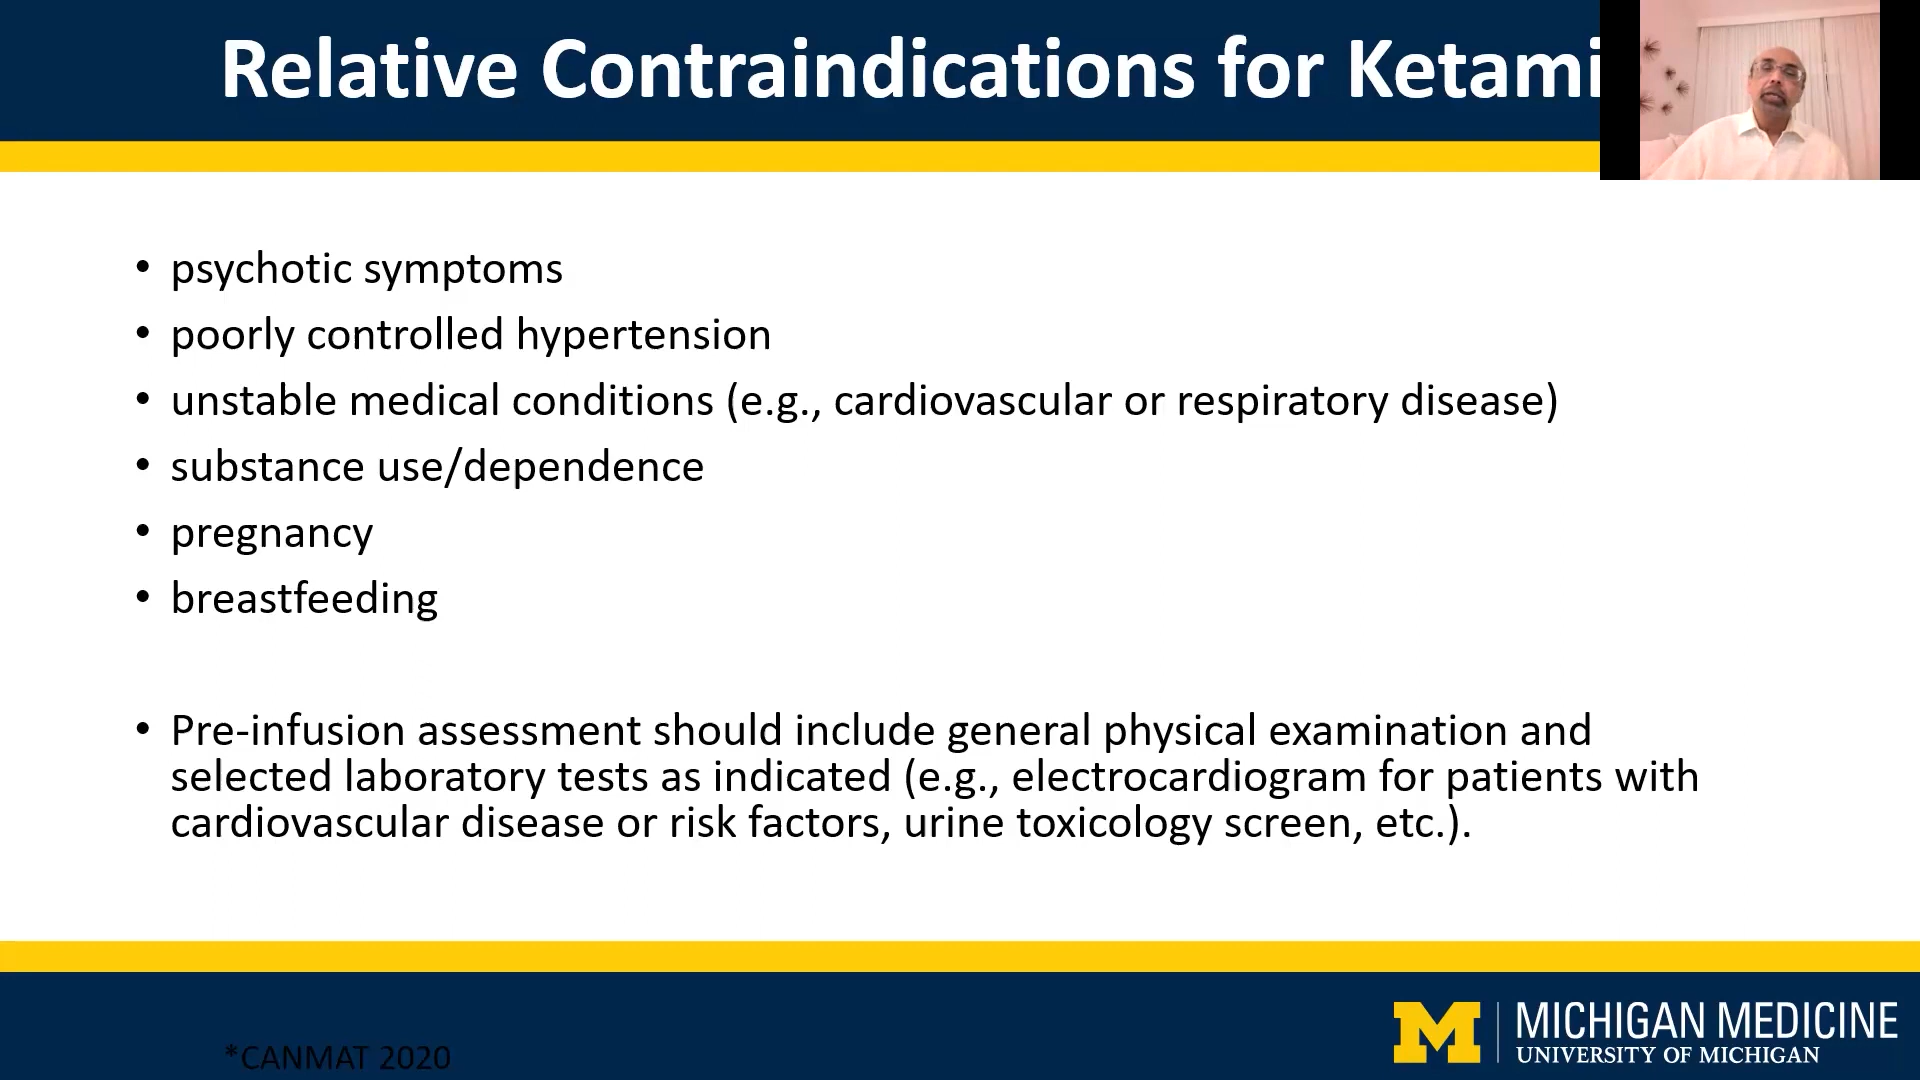 Relative Contraindications for Ketami
• psychotic symptoms
• poorly controlled hypertension
• unstable medical conditions (e.g., cardiovascular or respiratory disease)
• substance use/dependence
• pregnancy
• breastfeeding
• Pre-infusion assessment should include general physical examination and
selected laboratory tests as indicated (e.g., electrocardiogram for patients with
cardiovascular disease or risk factors, urine toxicology screen, etc.).
*CANMAT 2020
M
MICHIGAN MEDICINE
UNIVERSITY OF MICHIGAN